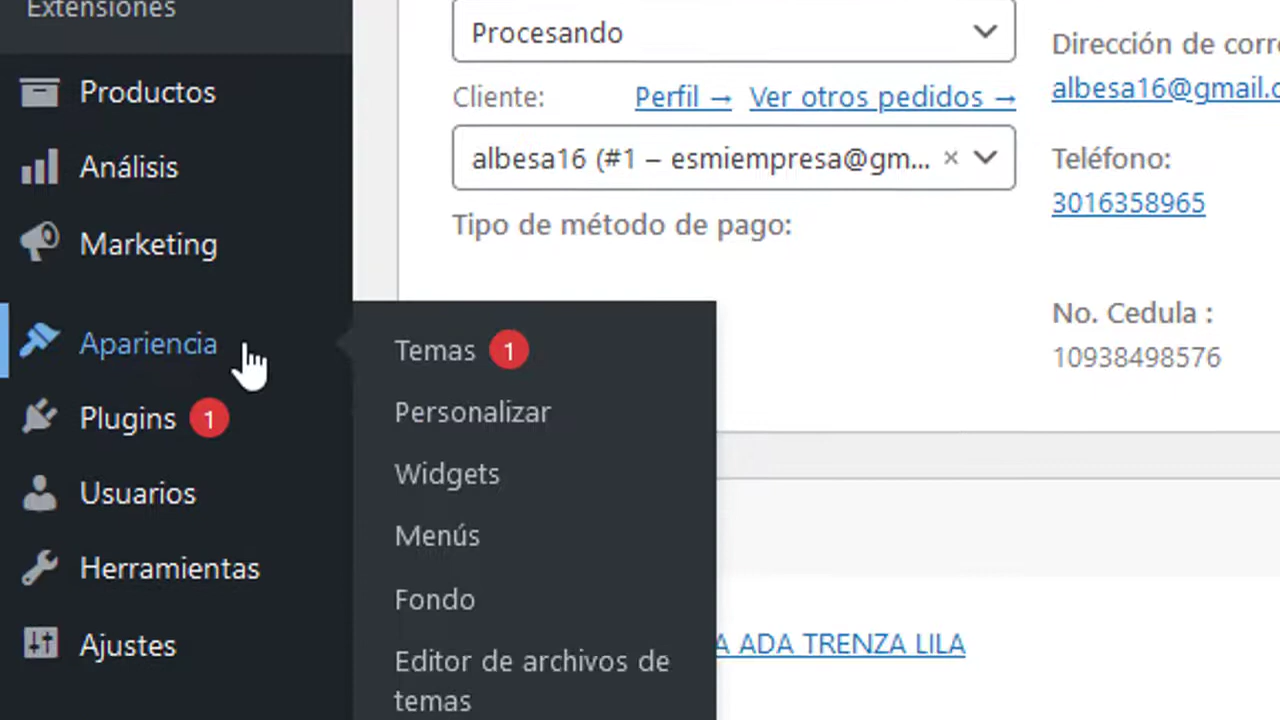 Extensiones
Productos
Análisis
Marketing
Apariencia
Plugins 1
Usuarios
Herramientas
Ajustes
Temas 1
Personalizar
Widgets
Menús
Fondo
Editor de archivos de
temas
Procesando
Cliente:
Perfil → Ver otros pedidos →
albesa16 (#1 – esmiempresa@gm... ×
Tipo de método de pago:
Dirección de corre
albesa16@gmail.c
Teléfono:
3016358965
No. Cedula :
10938498576
A ADA TRENZA LILA